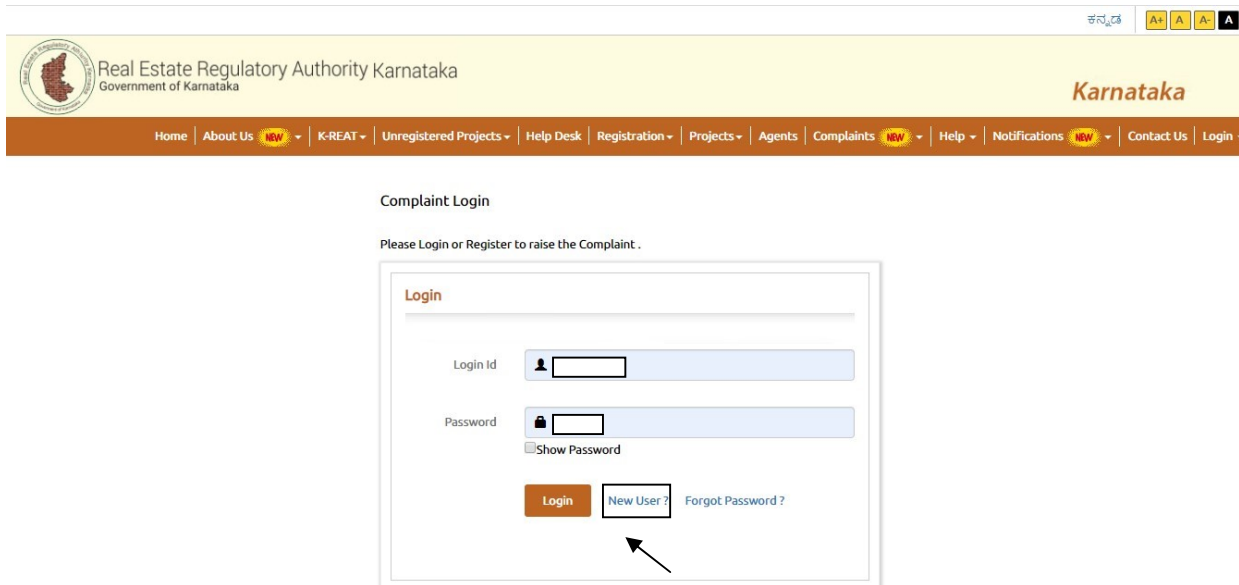 ಕನ್ನಡ A+ A A- A
Real Estate Regulatory Authority Karnataka
Government of Karnataka
Karnataka
Home About Us NEW K-REAT Unregistered Projects Help Desk Registration Projects Agents Complaints NEW Help Notifications NEW Contact Us Login
Complaint Login
Please Login or Register to raise the Complaint .
Login
Login Id
Password
Show Password
Login New User ? Forgot Password ?